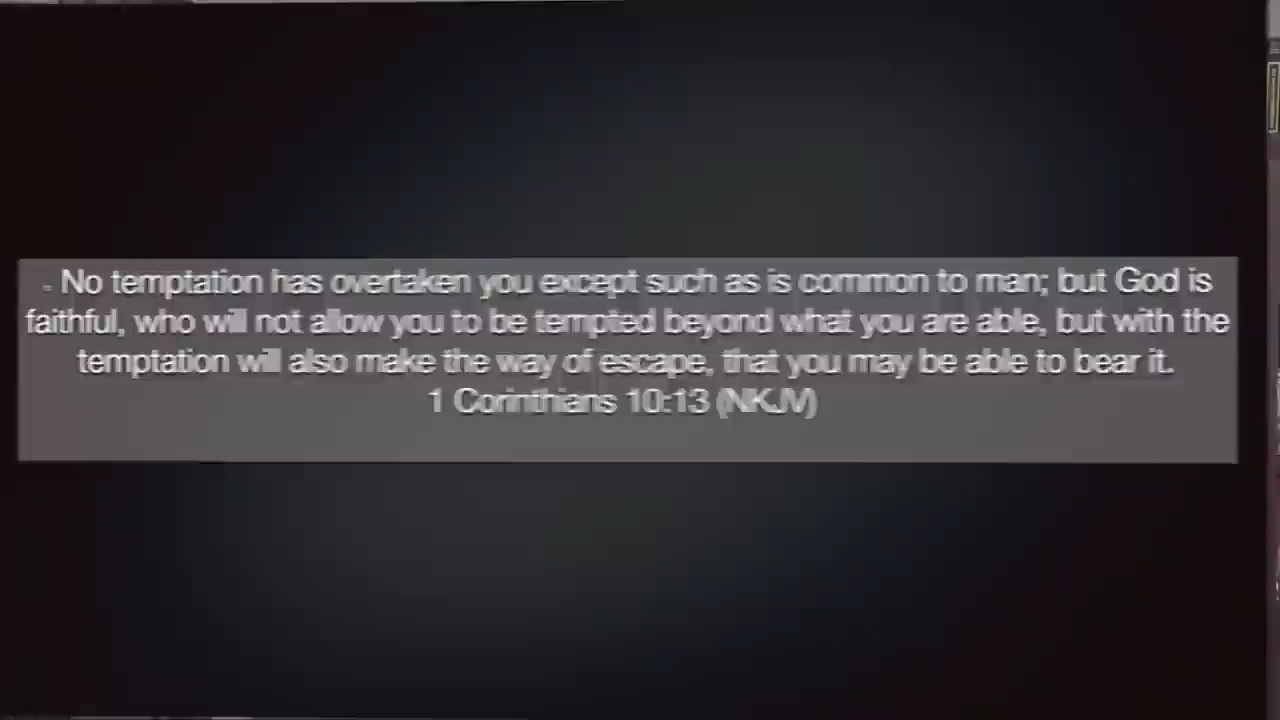 - No temptation has overtaken you except such as is common to man; but God is
faithful, who will not allow you to be tempted beyond what you are able, but with the
temptation will also make the way of escape, that you may be able to bear it.
1 Corinthians 10:13 (NKJV)